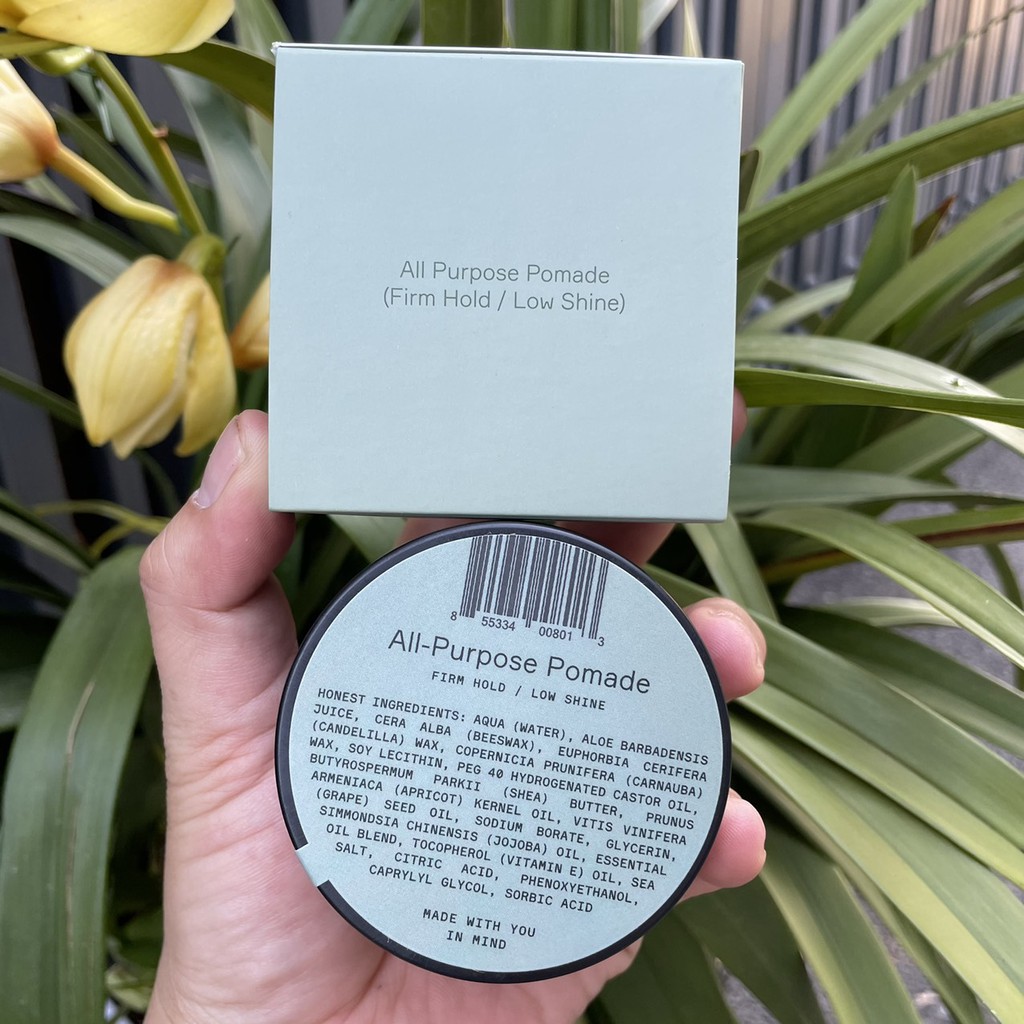 All Purpose Pomade
(Firm Hold / Low Shine)
8 55334 00801 3
All-Purpose Pomade
FIRM HOLD / LOW SHINE
HONEST INGREDIENTS: AQUA (WATER), ALOE BARBADENSIS
JUICE, CERA ALBA (BEESWAX), EUPHORBIA CERIFERA
(CANDELILLA) WAX, COPERNICIA PRUNIFERA (CARNAUBA)
WAX, SOY LECITHIN, PEG 40 HYDROGENATED CASTOR OIL,
BUTYROSPERMUM PARKII (SHEA) BUTTER, PRUNUS
ARMENIACA (APRICOT) KERNEL OIL, VITIS VINIFERA
(GRAPE) SEED OIL, SODIUM BORATE, GLYCERIN,
SIMMONDSIA CHINENSIS (JOJOBA) OIL, ESSENTIAL
OIL BLEND, TOCOPHEROL (VITAMIN E) OIL, SEA
SALT, CITRIC ACID, PHENOXYETHANOL,
CAPRYLYL GLYCOL, SORBIC ACID
MADE WITH YOU
IN MIND